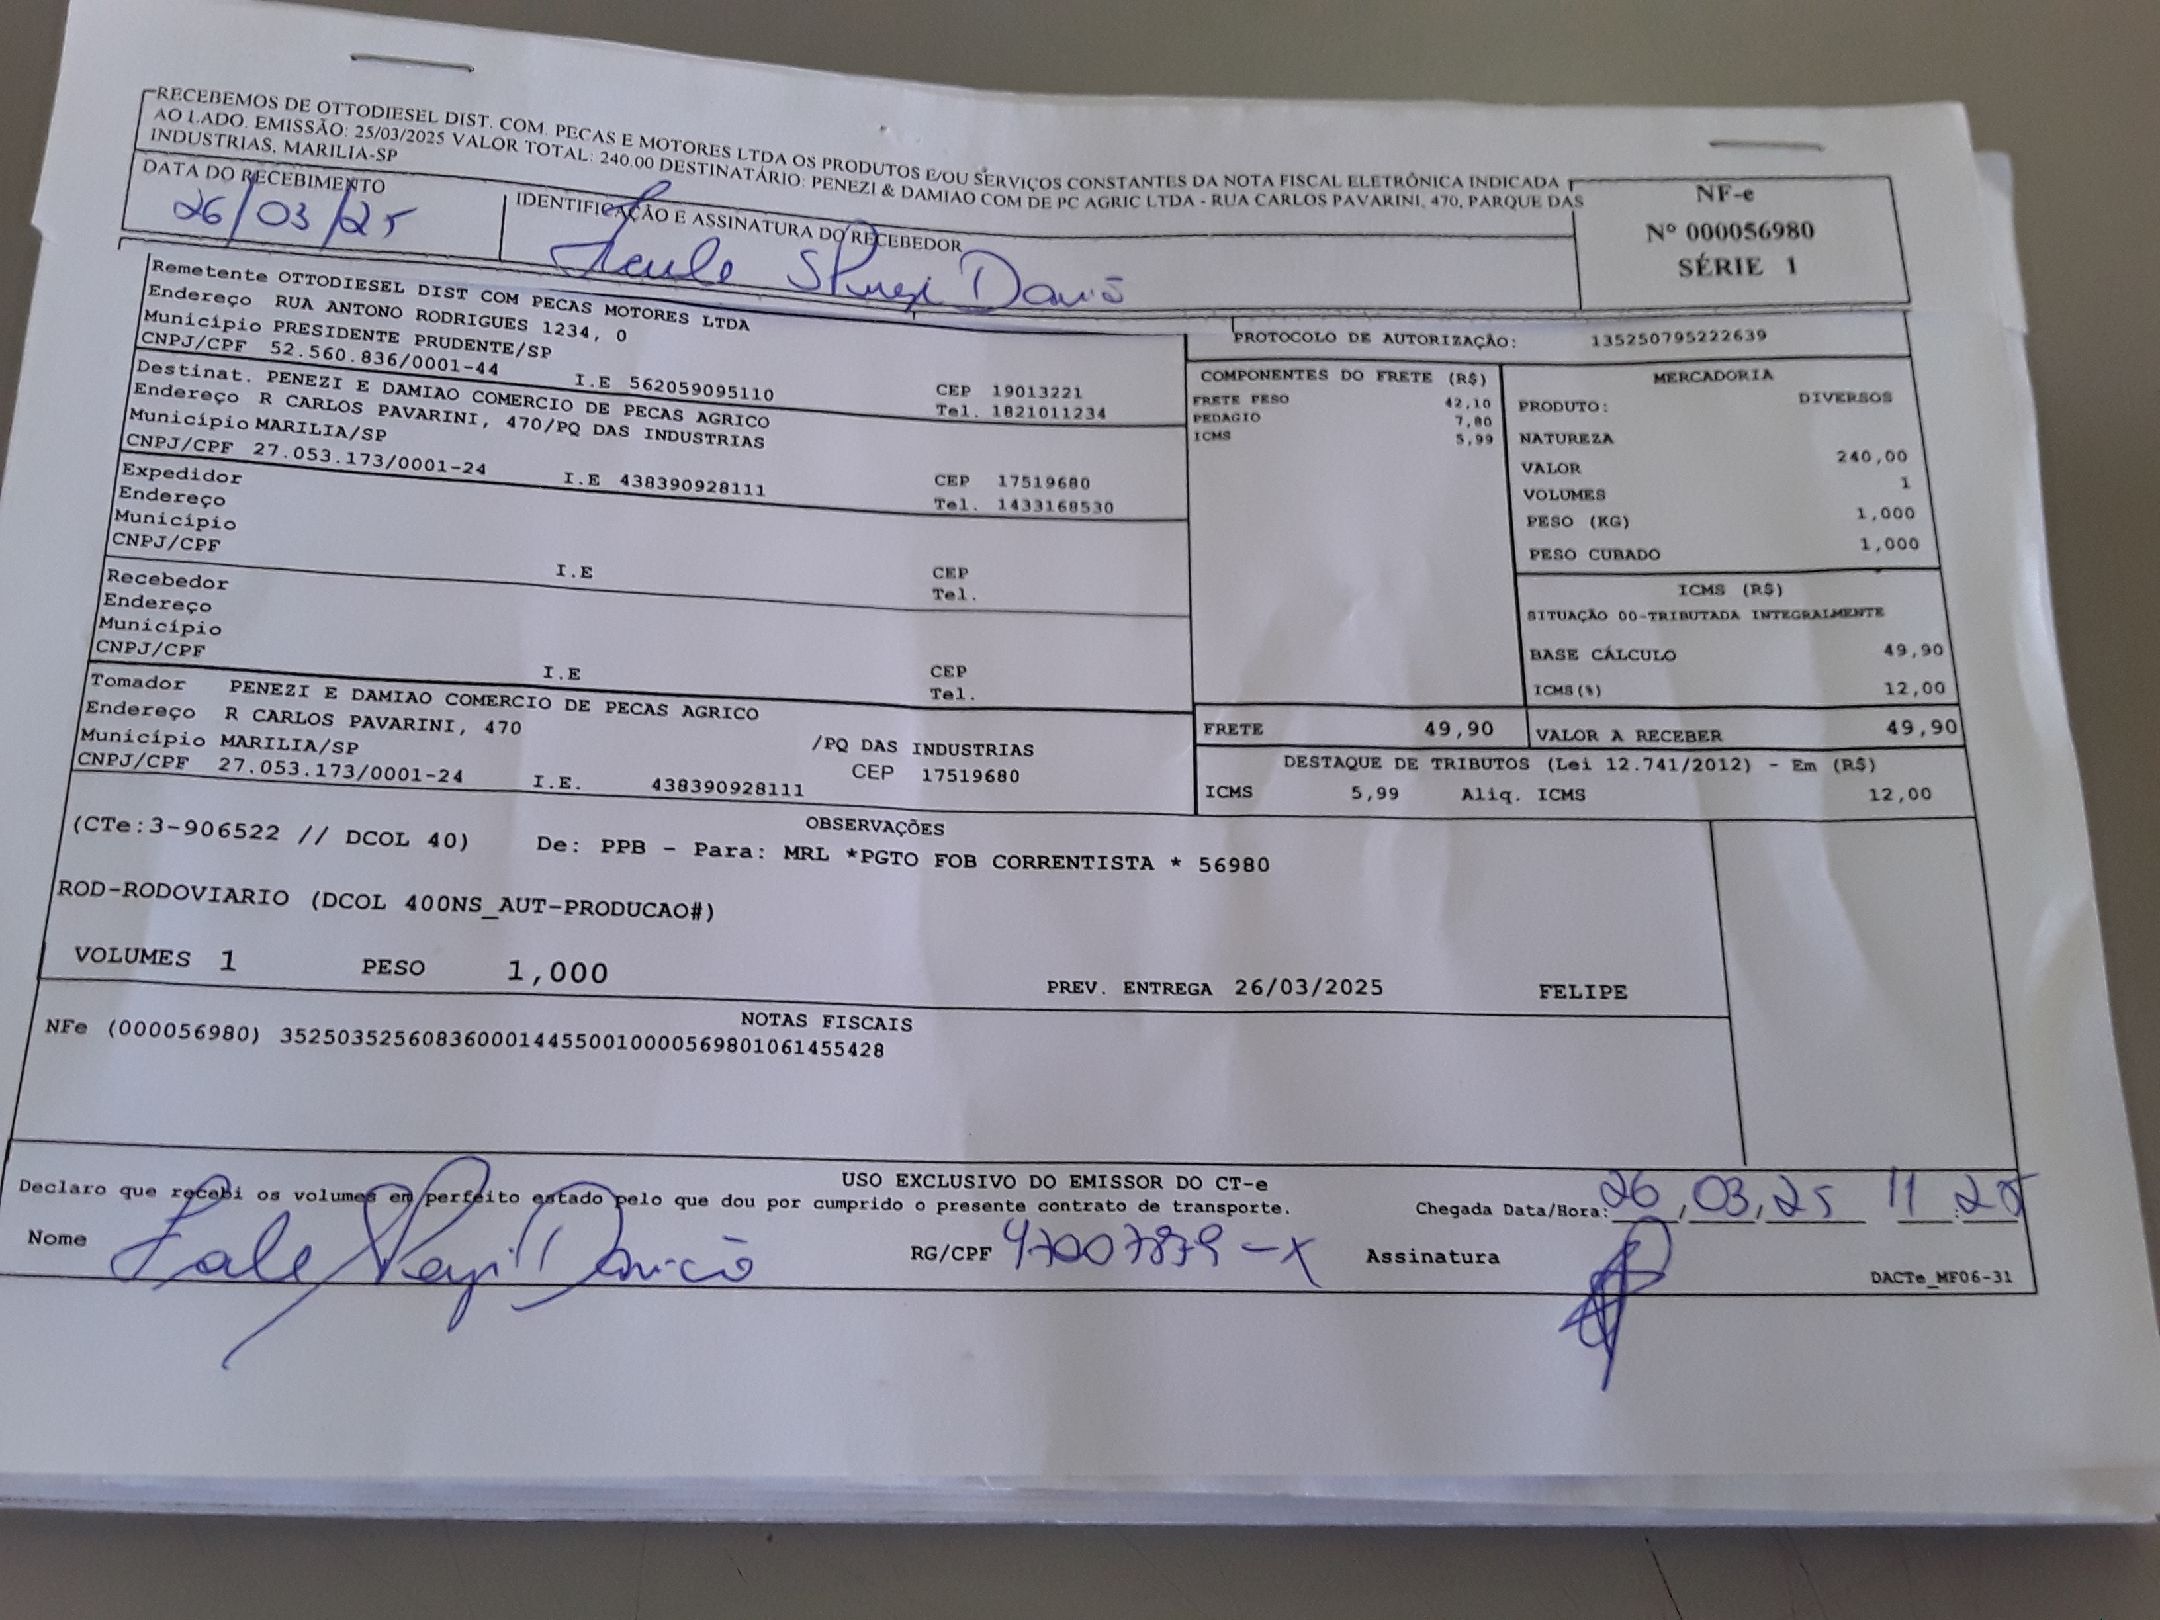 RECEBEMOS DE OTTODIESEL DIST. COM. PECAS E MOTORES LTDA OS PRODUTOS E/OU SERVIÇOS CONSTANTES DA NOTA FISCAL ELETRÔNICA INDICADA
AO LADO. EMISSÃO: 25/03/2025 VALOR TOTAL: 240.00 DESTINATÁRIO: PENEZI & DAMIAO COM DE PC AGRIC LTDA - RUA CARLOS PAVARINI, 470, PARQUE DAS
INDUSTRIAS, MARILIA-SP
NF-e
Nº 000056980
SÉRIE 1
DATA DO RECEBIMENTO
26/03/25
IDENTIFICAÇÃO E ASSINATURA DO RECEBEDOR
Remetente OTTODIESEL DIST COM PECAS MOTORES LTDA
Endereço RUA ANTONO RODRIGUES 1234, 0
Município PRESIDENTE PRUDENTE/SP
CNPJ/CPF 52.560.836/0001-44 I.E 562059095110 CEP 19013221
Tel. 1821011234
Destinat. PENEZI E DAMIAO COMERCIO DE PECAS AGRICO
Endereço R CARLOS PAVARINI, 470/PQ DAS INDUSTRIAS
Município MARILIA/SP
CNPJ/CPF 27.053.173/0001-24 I.E 438390928111 CEP 17519680
Tel. 1433168530
Expedidor
Endereço
Município
CNPJ/CPF I.E CEP
Tel.
Recebedor
Endereço
Município
CNPJ/CPF I.E CEP
Tel.
Tomador PENEZI E DAMIAO COMERCIO DE PECAS AGRICO
Endereço R CARLOS PAVARINI, 470 /PQ DAS INDUSTRIAS
Município MARILIA/SP CEP 17519680
CNPJ/CPF 27.053.173/0001-24 I.E. 438390928111
PROTOCOLO DE AUTORIZAÇÃO: 135250795222639
COMPONENTES DO FRETE (R$)
FRETE PESO 42,10
PEDAGIO 7,80
ICMS 5,99
MERCADORIA
PRODUTO: DIVERSOS
NATUREZA
VALOR 240,00
VOLUMES 1
PESO (KG) 1,000
PESO CUBADO 1,000
ICMS (R$)
SITUAÇÃO 00-TRIBUTADA INTEGRALMENTE
BASE CÁLCULO 49,90
ICMS(%) 12,00
FRETE 49,90 VALOR A RECEBER 49,90
DESTAQUE DE TRIBUTOS (Lei 12.741/2012) - Em (R$)
ICMS 5,99 Aliq. ICMS 12,00
OBSERVAÇÕES
(CTe:3-906522 // DCOL 40) De: PPB - Para: MRL *PGTO FOB CORRENTISTA * 56980
ROD-RODOVIARIO (DCOL 400NS_AUT-PRODUCAO#)
VOLUMES 1 PESO 1,000 PREV. ENTREGA 26/03/2025 FELIPE
NOTAS FISCAIS
NFe (000056980) 35250352560836000144550010000569801061455428
USO EXCLUSIVO DO EMISSOR DO CT-e
Declaro que recebi os volumes em perfeito estado pelo que dou por cumprido o presente contrato de transporte. Chegada Data/Hora: 26,03,25 11:25
Nome RG/CPF 47007879-X Assinatura
DACTe_MF06-31